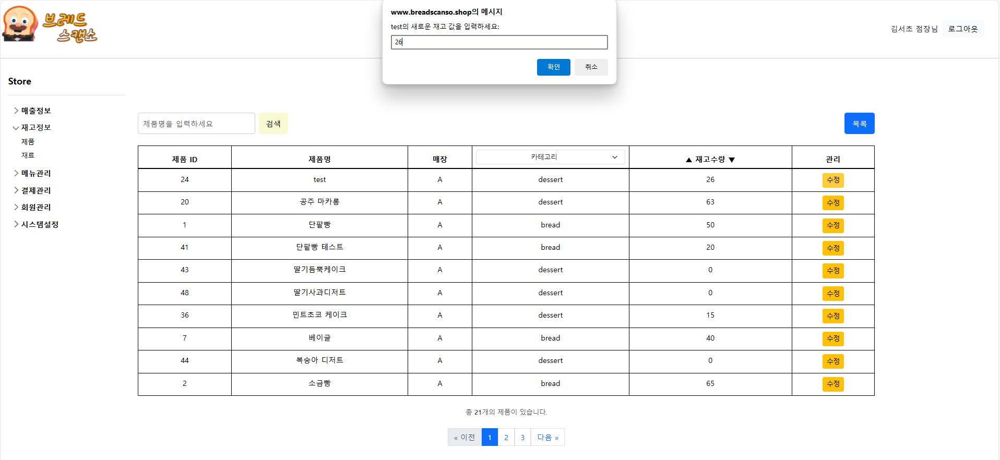 브레드
스캔소
www.breadscanso.shop의 메시지
test의 새로운 재고 값을 입력하세요:
26
확인 취소
김서초 점장님 로그아웃
Store
매출정보
재고정보
제품
재료
메뉴관리
결제관리
회원관리
시스템설정
제품명을 입력하세요 검색 목록
제품 ID 제품명 매장 카테고리 ▲ 재고수량 ▼ 관리
24 test A dessert 26 수정
20 공주 마카롱 A dessert 63 수정
1 단팥빵 A bread 50 수정
41 단팥빵 테스트 A bread 20 수정
43 딸기듬뿍케이크 A dessert 0 수정
48 딸기사과디저트 A dessert 0 수정
36 민트초코 케이크 A dessert 15 수정
7 베이글 A bread 40 수정
44 복숭아 디저트 A dessert 0 수정
2 소금빵 A bread 65 수정
총 21개의 제품이 있습니다.
« 이전 1 2 3 다음 »